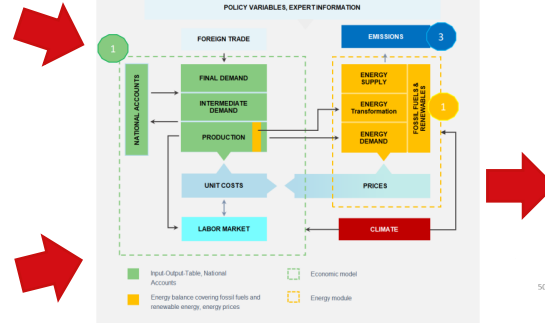 POLICY VARIABLES, EXPERT INFORMATION
FOREIGN TRADE
EMISSIONS
3
1
NATIONAL ACCOUNTS
FINAL DEMAND
INTERMEDIATE
DEMAND
PRODUCTION
ENERGY
SUPPLY
ENERGY
Transformation
ENERGY
DEMAND
FOSSIL FUELS &
RENEWABLES
1
UNIT COSTS
PRICES
LABOR MARKET
CLIMATE
Input-Output-Table, National
Accounts
Economic model
Energy balance covering fossil fuels and
renewable energy, energy prices
Energy module